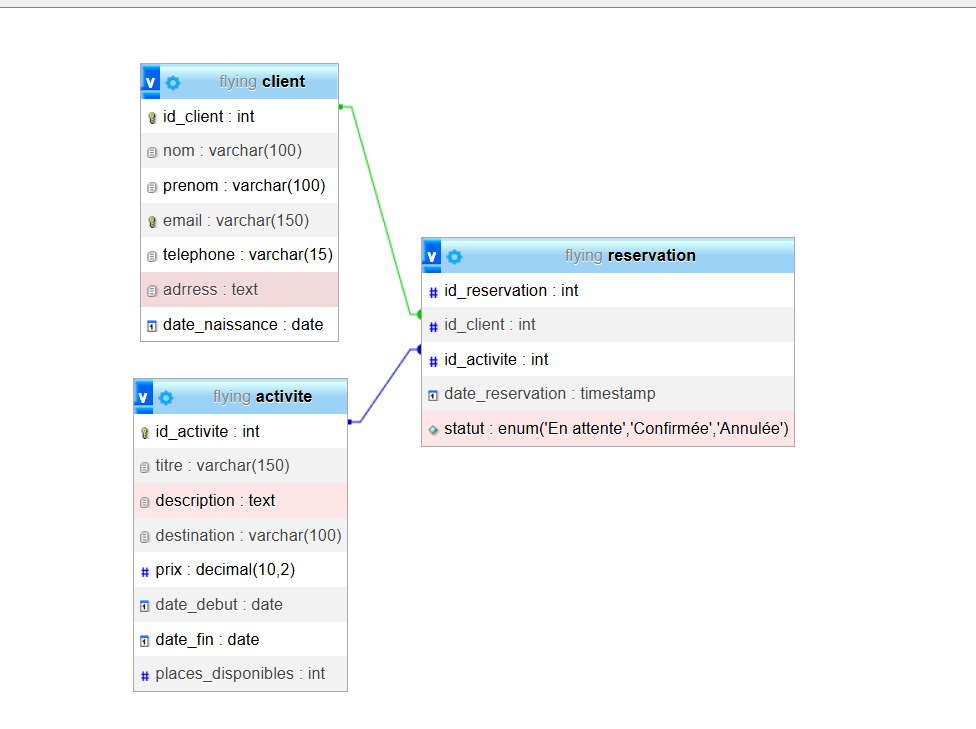 v flying client
id_client : int
nom : varchar(100)
prenom : varchar(100)
email : varchar(150)
telephone : varchar(15)
adrress : text
date_naissance : date
v flying reservation
# id_reservation : int
# id_client : int
# id_activite : int
date_reservation : timestamp
statut : enum('En attente','Confirmée','Annulée')
v flying activite
id_activite : int
titre : varchar(150)
description : text
destination : varchar(100)
# prix : decimal(10,2)
date_debut : date
date_fin : date
# places_disponibles : int